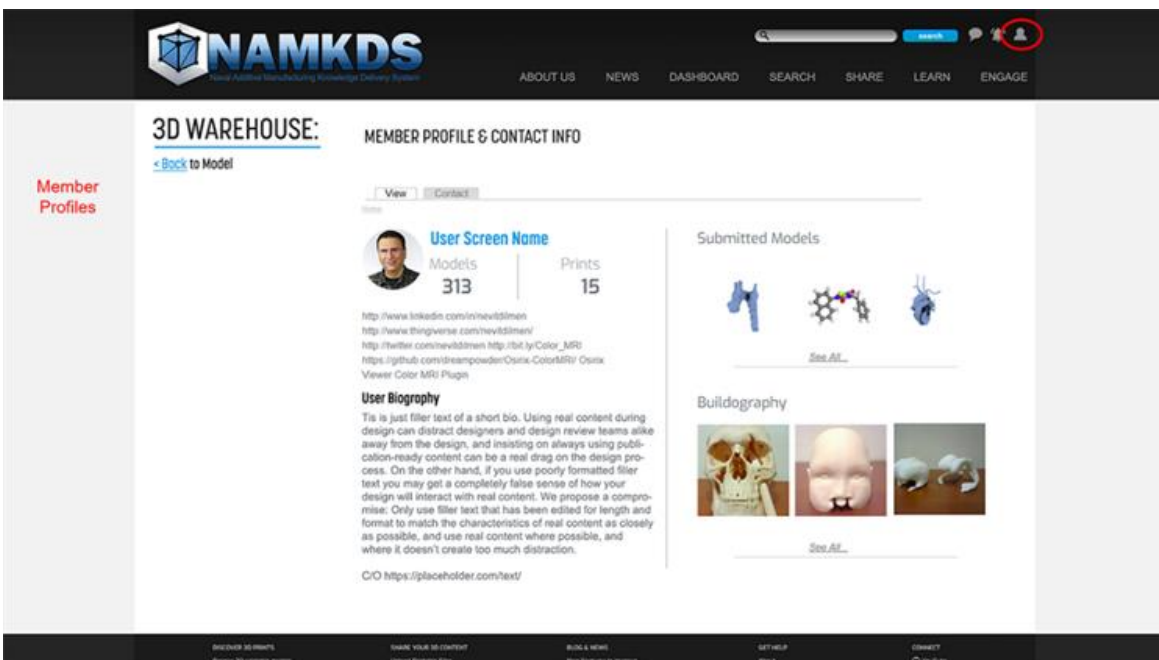 NAMKDS
Naval Additive Manufacturing Knowledge Delivery System
search
ABOUT US NEWS DASHBOARD SEARCH SHARE LEARN ENGAGE
3D WAREHOUSE:
< Back to Model
Member
Profiles
MEMBER PROFILE & CONTACT INFO
View Contact
Home
User Screen Name
Models Prints
313 15
http://www.linkedin.com/in/nevitdilmen
http://www.thingiverse.com/nevitdilmen/
http://twitter.com/nevitdilmen http://bit.ly/Color_MRI
https://github.com/dreampowder/Osirix-ColorMRI/ Osirix
Viewer Color MRI Plugin
User Biography
Tis is just filler text of a short bio. Using real content during
design can distract designers and design review teams alike
away from the design, and insisting on always using publi-
cation-ready content can be a real drag on the design pro-
cess. On the other hand, if you use poorly formatted filler
text you may get a completely false sense of how your
design will interact with real content. We propose a compro-
mise: Only use filler text that has been edited for length and
format to match the characteristics of real content as closely
as possible, and use real content where possible, and
where it doesn't create too much distraction.
C/O https://placeholder.com/text/
Submitted Models
See All...
Buildography
See All...
DISCOVER 3D PRINTS SHARE YOUR 3D CONTENT BLOG & NEWS GET HELP CONNECT